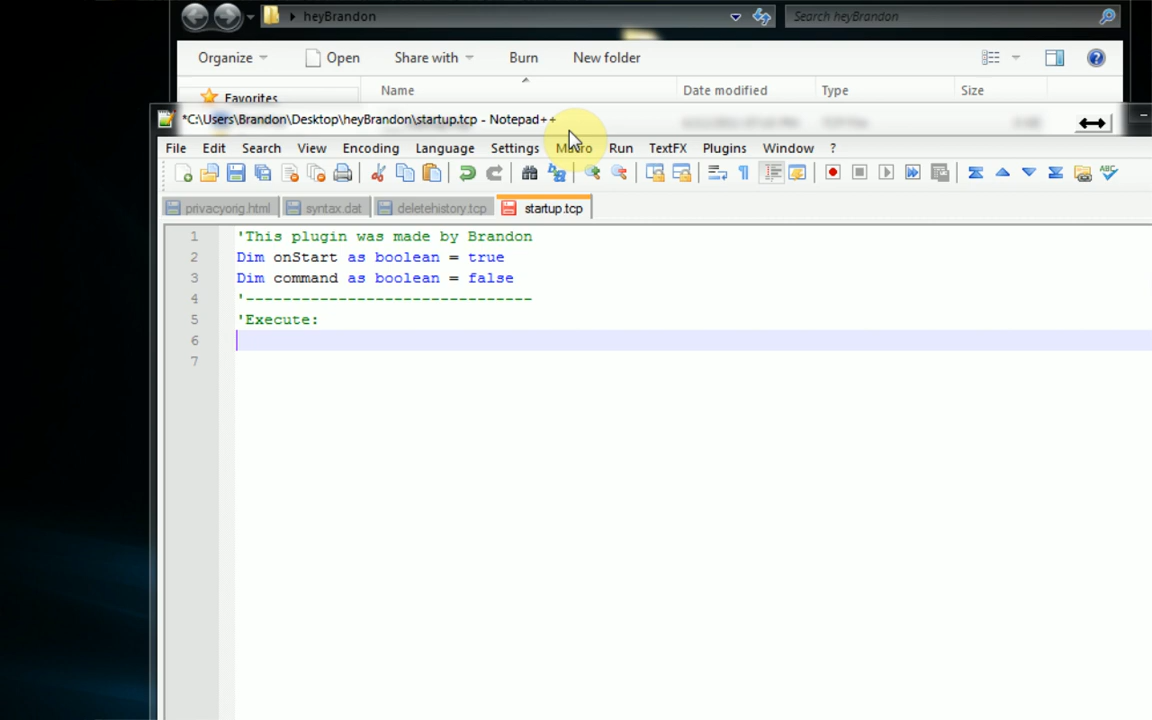 heyBrandon
Search heyBrandon
Organize
Open
Share with
Burn
New folder
Name
Date modified
Type
Size
Favorites
*C:\Users\Brandon\Desktop\heyBrandon\startup.tcp - Notepad++
File Edit Search View Encoding Language Settings Macro Run TextFX Plugins Window ?
privacyorig.html
syntax.dat
deletehistory.tcp
startup.tcp
1 'This plugin was made by Brandon
2 Dim onStart as boolean = true
3 Dim command as boolean = false
4 '-------------------------------
5 'Execute:
6
7